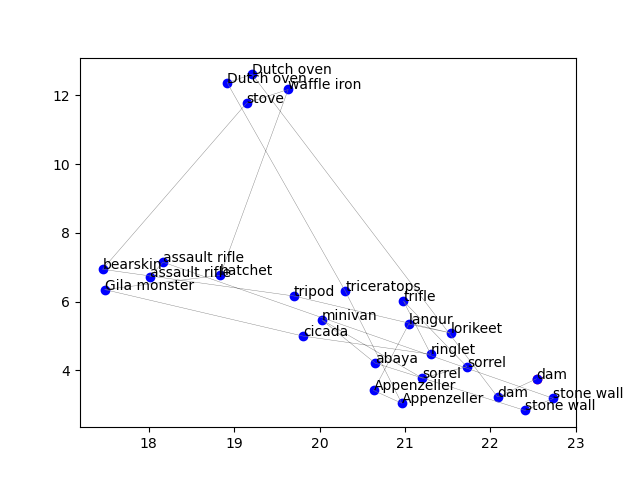 Dutch oven
Dutch oven
waffle iron
stove
12
10
8
assault rifle
bearskin
assault rifle
hatchet
Gila monster
tripod
triceratops
trifle
6
minivan
langur
lorikeet
cicada
ringlet
abaya
sorrel
4
sorrel
dam
Appenzeller
Appenzeller
dam
stone wall
stone wall
18 19 20 21 22 23